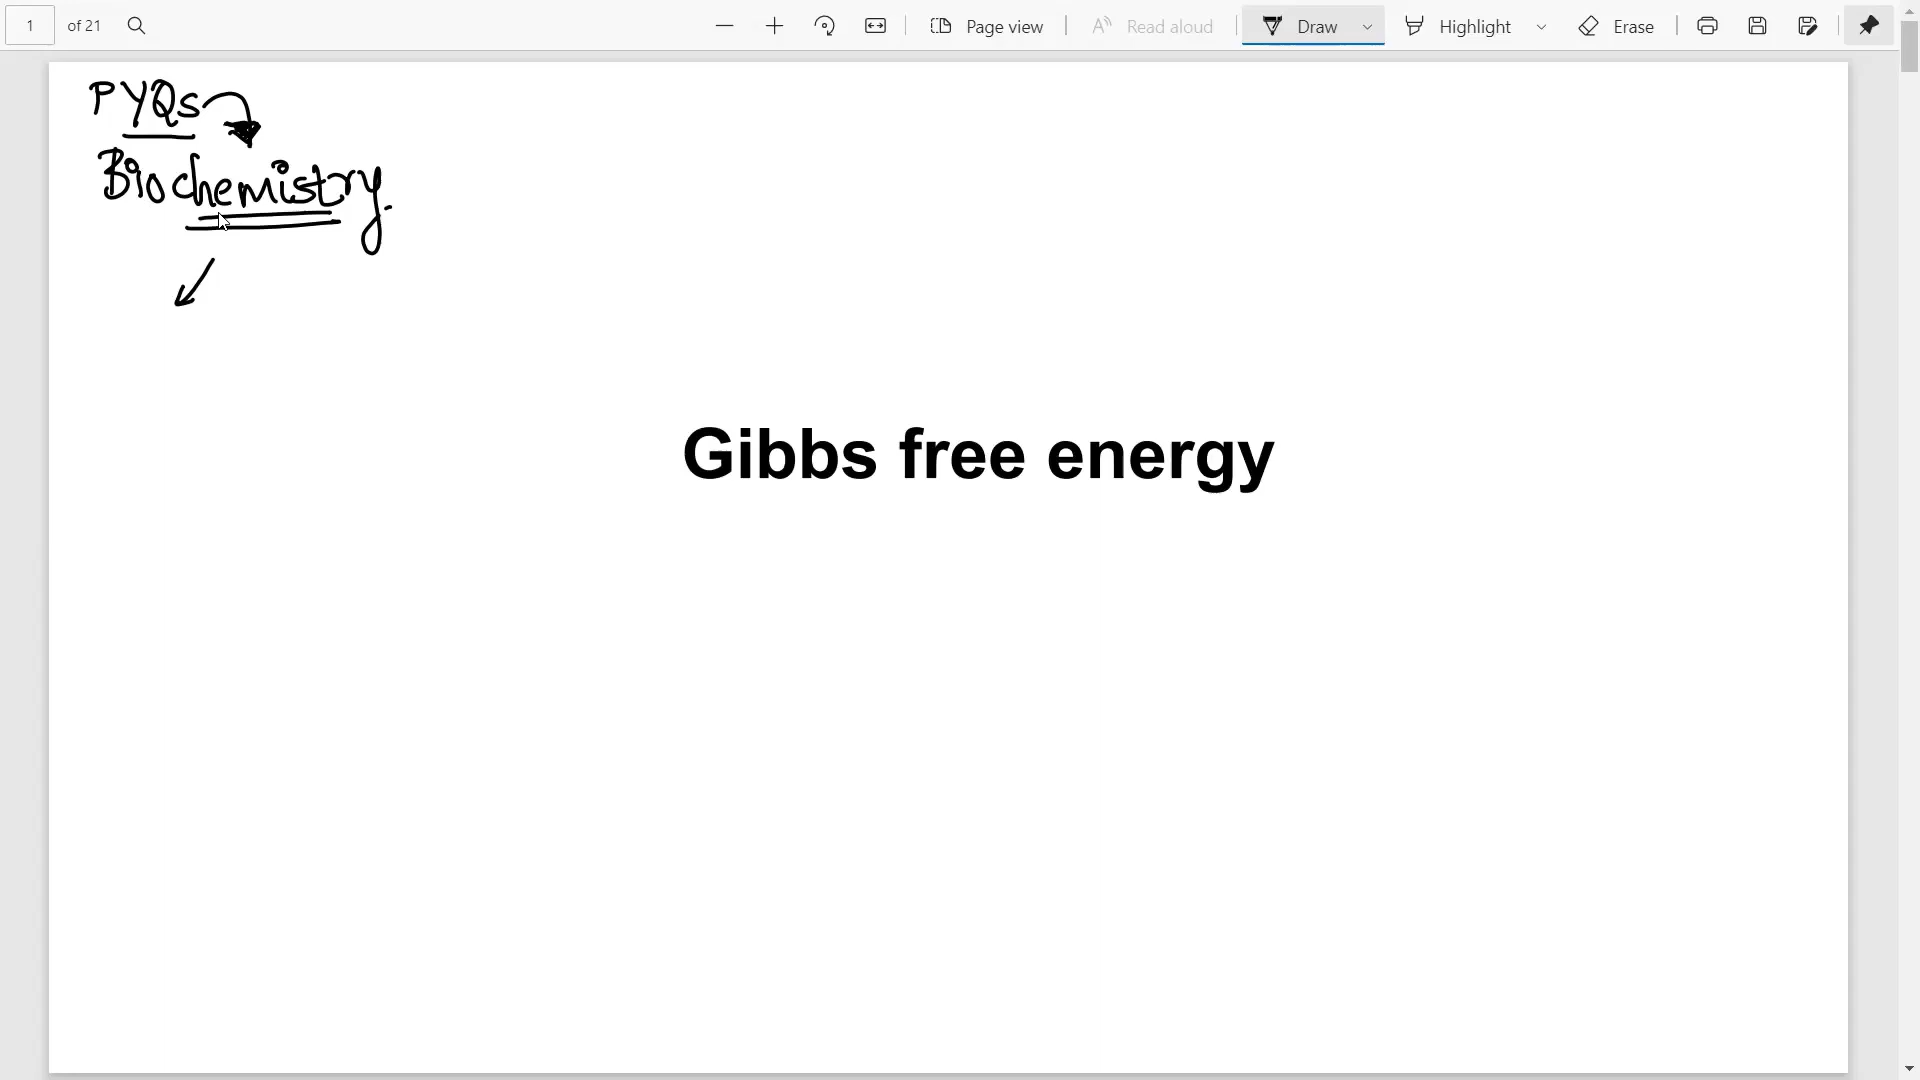 1 of 21 Page view Read aloud Draw Highlight Erase
PYQs
Biochemistry.
Gibbs free energy